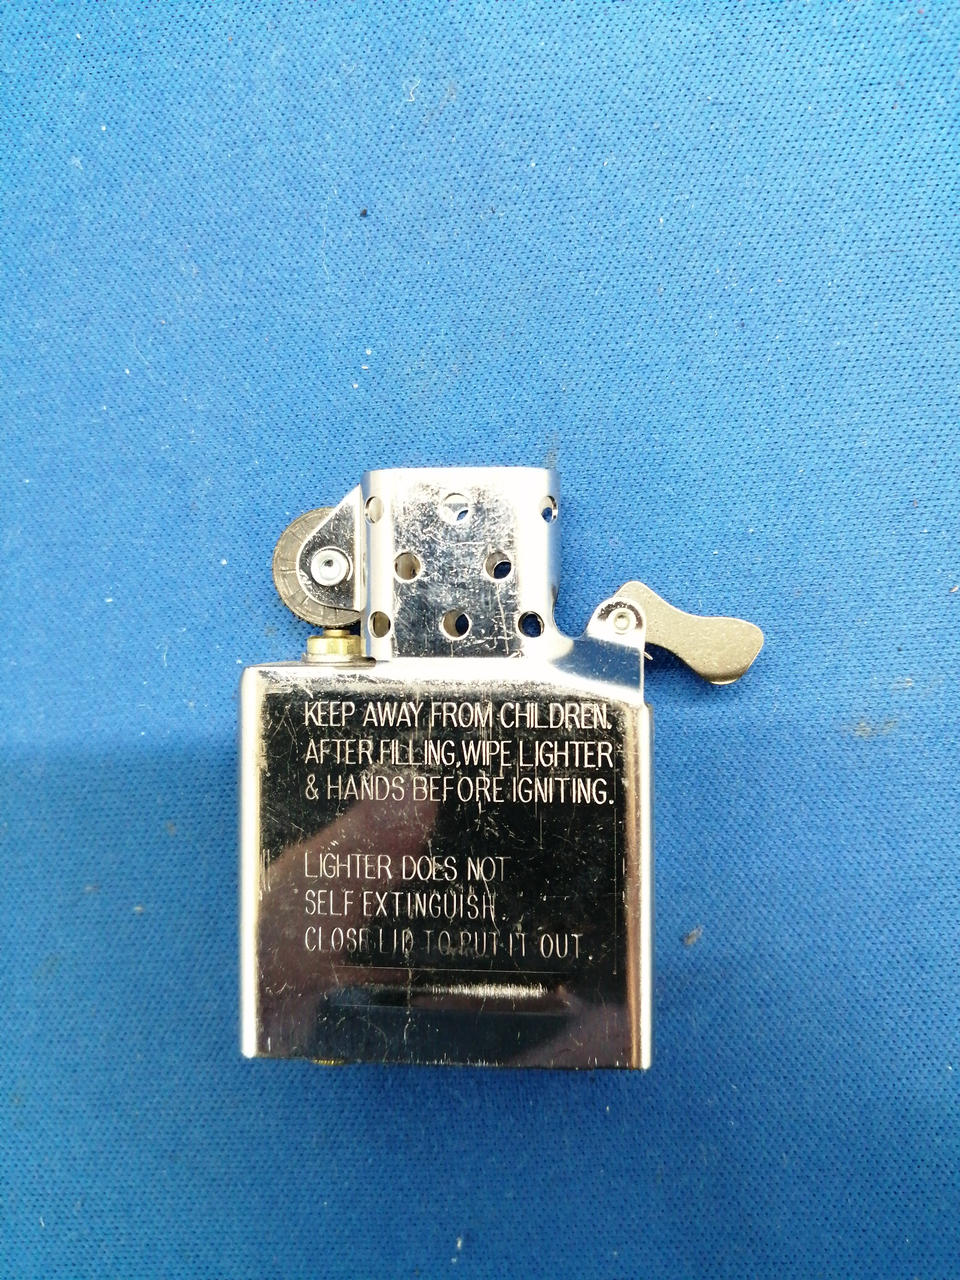 KEEP AWAY FROM CHILDREN.
AFTER FILLING, WIPE LIGHTER
& HANDS BEFORE IGNITING.
LIGHTER DOES NOT
SELF EXTINGUISH.
CLOSE LID TO PUT IT OUT.